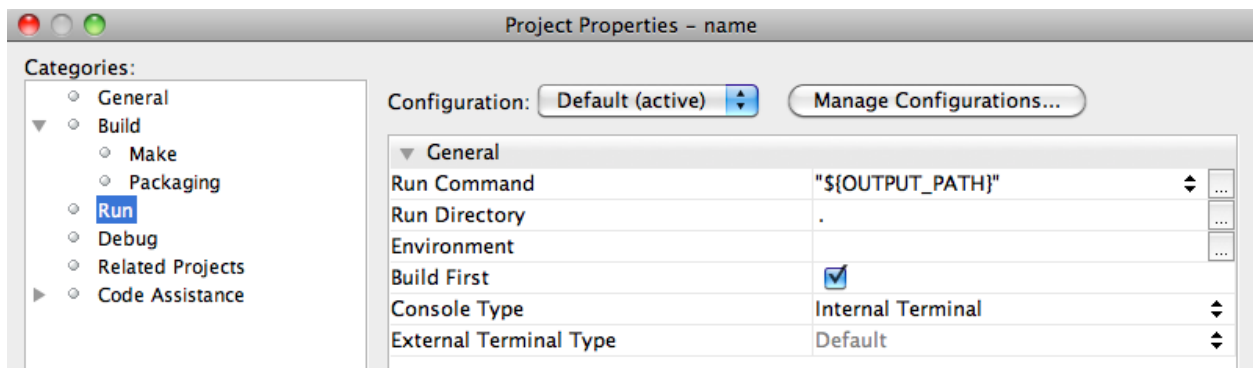 Project Properties – name
Categories:
General
Build
Make
Packaging
Run
Debug
Related Projects
Code Assistance
Configuration: Default (active) Manage Configurations...
General
Run Command "${OUTPUT_PATH}" ...
Run Directory . ...
Environment ...
Build First
Console Type Internal Terminal
External Terminal Type Default